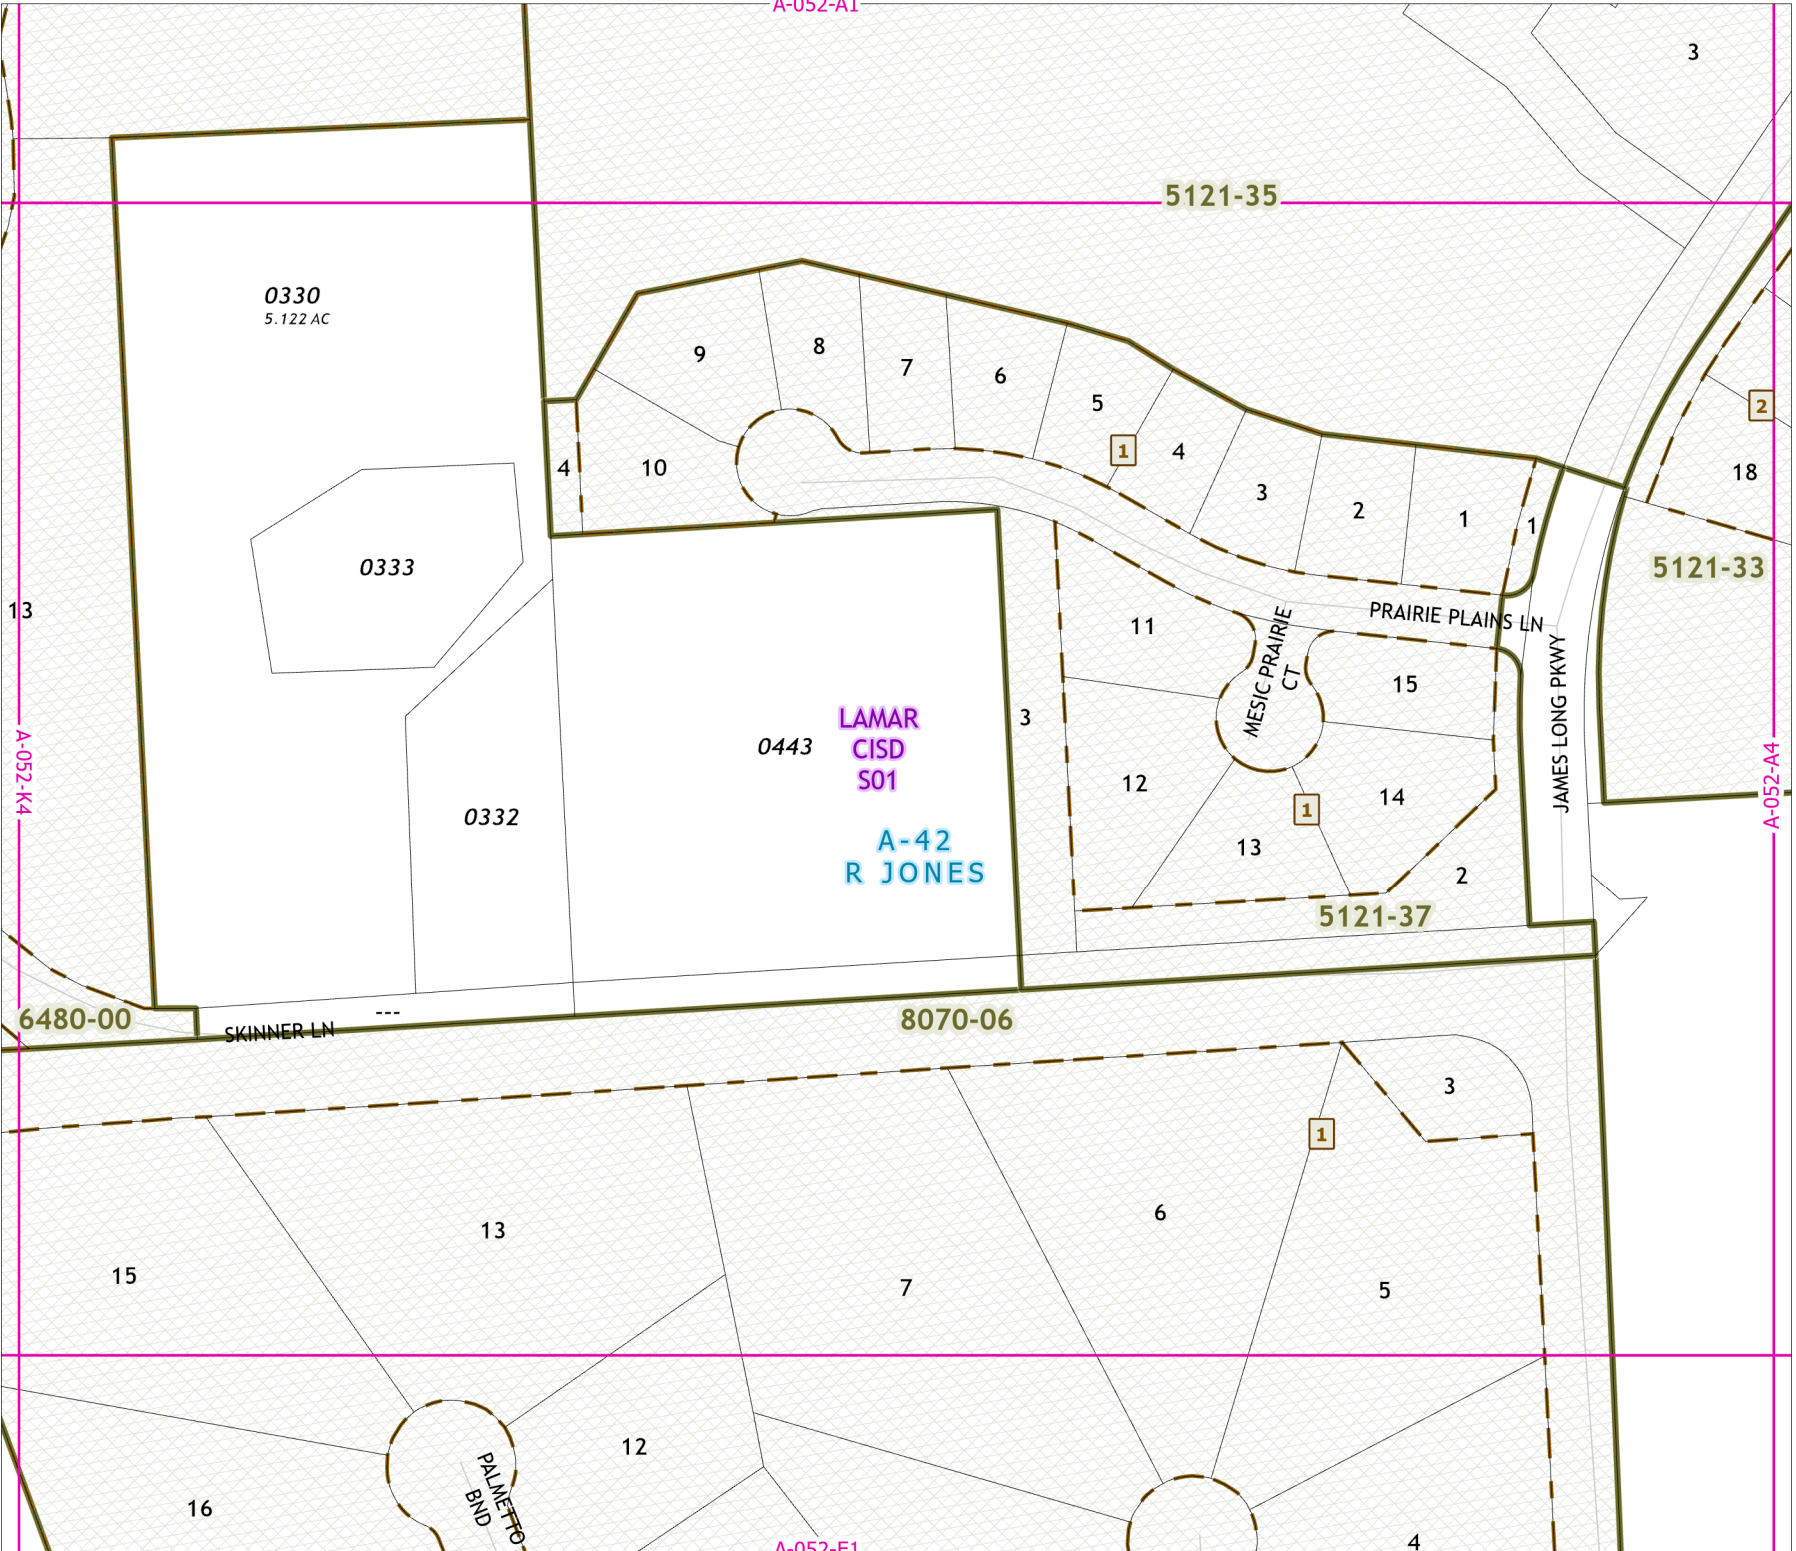 A-052-A1
3
5121-35
0330
5.122 AC
9
8
7
6
5
1
4
3
2
1
1
2
18
4
10
5121-33
0333
13
PRAIRIE PLAINS LN
11
MESIC PRAIRIE
CT
15
JAMES LONG PKWY
3
LAMAR
CISD
S01
0443
A-052-K4
A-052-A4
12
14
1
13
0332
A-42
R JONES
2
5121-37
---
6480-00
SKINNER LN
8070-06
3
1
6
13
15
7
5
12
16
PALMETTO
BND
4
A-052-E1